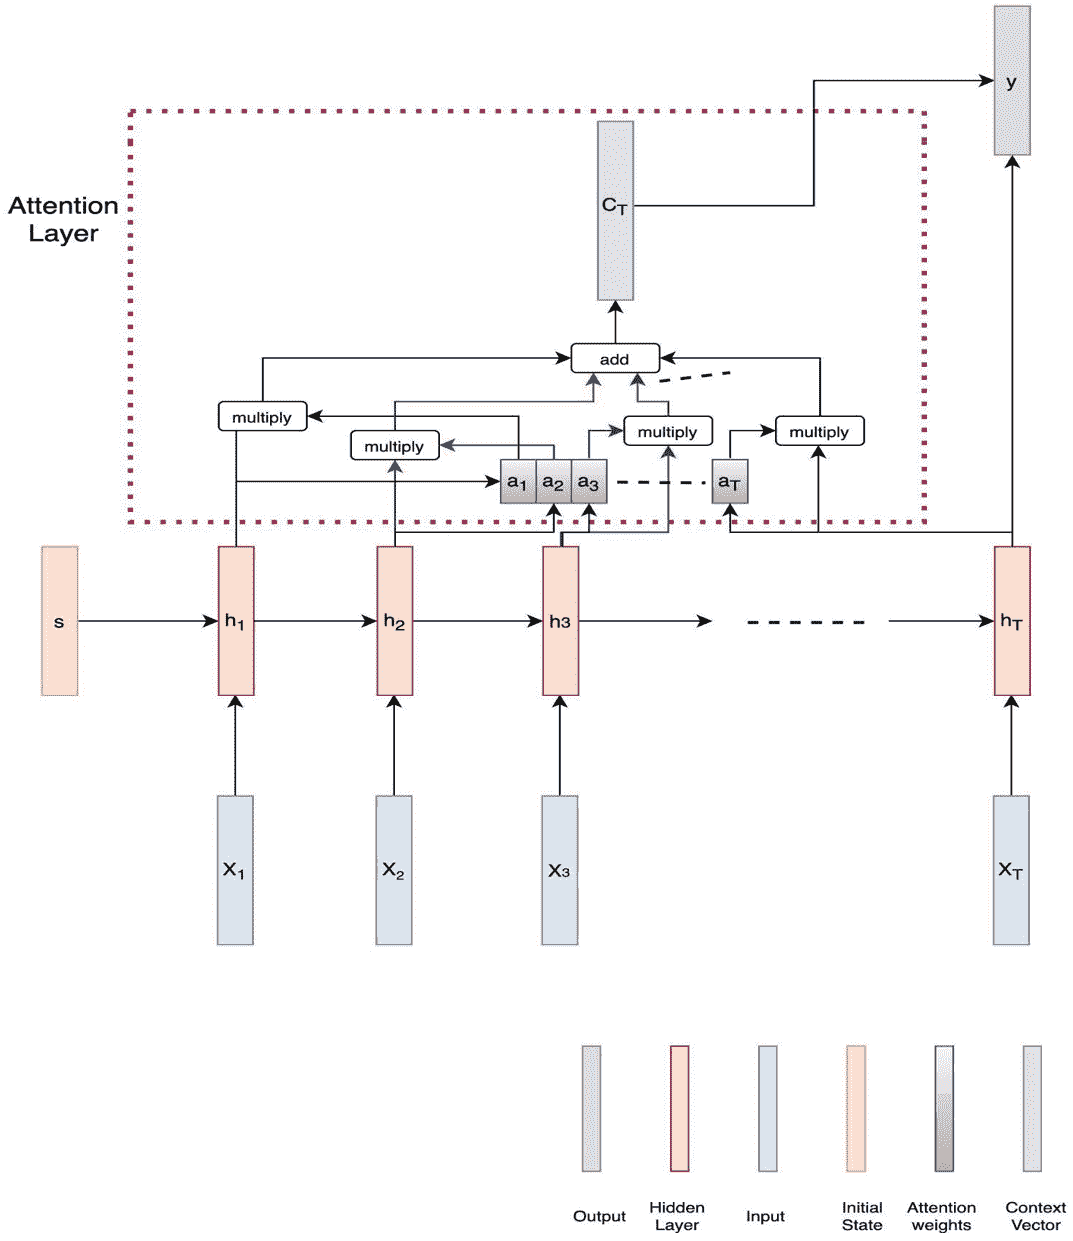 y
Attention
Layer
C_T
add
multiply
multiply
multiply
multiply
a_1 a_2 a_3 a_T
s
h_1
h_2
h_3
h_T
X_1
X_2
X_3
X_T
Output
Hidden
Layer
Input
Initial
State
Attention
weights
Context
Vector